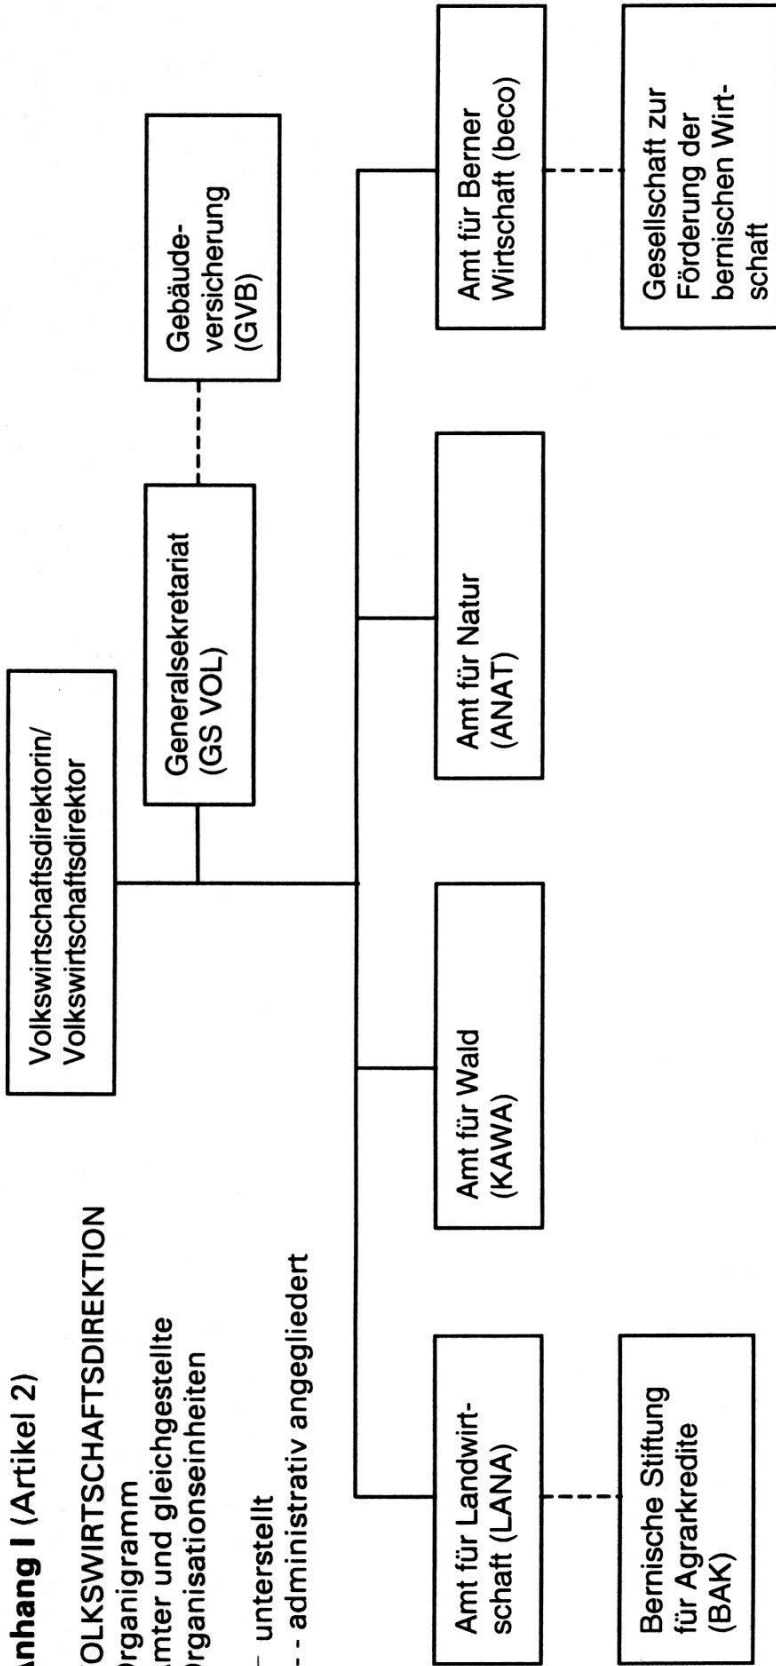 Anhang I (Artikel 2)
OLKSWIRTSCHAFTSDIREKTION
Organigramm
mter und gleichgestellte
Organisationseinheiten
— unterstellt
- - administrativ angegliedert
Volkswirtschaftsdirektorin/
Volkswirtschaftsdirektor
Generalsekretariat
(GS VOL)
Gebäude-
versicherung
(GVB)
Amt für Landwirt-
schaft (LANA)
Amt für Wald
(KAWA)
Amt für Natur
(ANAT)
Amt für Berner
Wirtschaft (beco)
Bernische Stiftung
für Agrarkredite
(BAK)
Gesellschaft zur
Förderung der
bernischen Wirt-
schaft